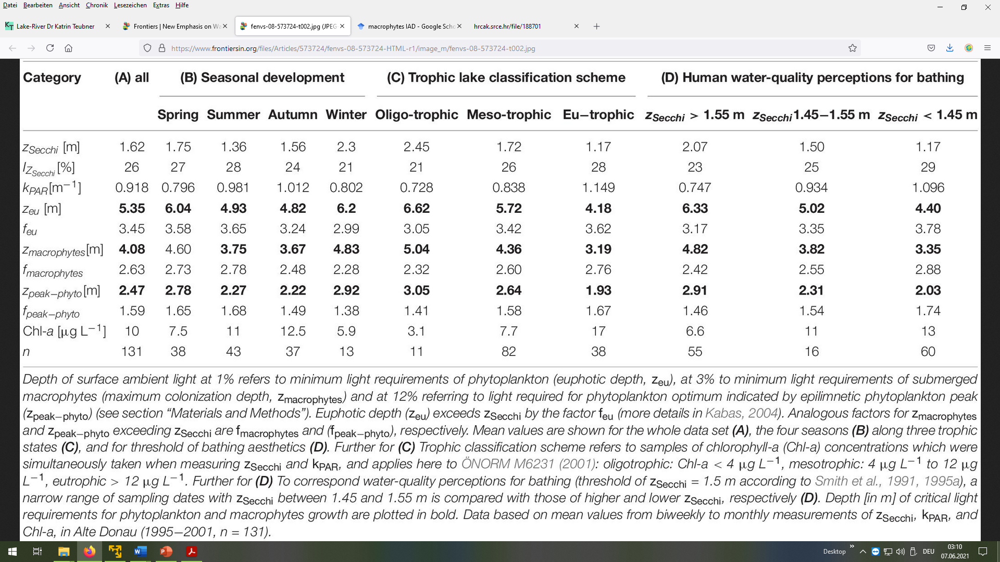 Datei Bearbeiten Ansicht Chronik Lesezeichen Extras Hilfe
Lake-River Dr Katrin Teubner
Frontiers | New Emphasis on Wa
fenvs-08-573724-t002.jpg (JPEG-
macrophytes IAD - Google Scho
hrcak.srce.hr/file/188701
https://www.frontiersin.org/files/Articles/573724/fenvs-08-573724-HTML-r1/image_m/fenvs-08-573724-t002.jpg
Category (A) all (B) Seasonal development (C) Trophic lake classification scheme (D) Human water-quality perceptions for bathing
Spring Summer Autumn Winter Oligo-trophic Meso-trophic Eu−trophic zSecchi > 1.55 m zSecchi 1.45−1.55 m zSecchi < 1.45 m
zSecchi [m] 1.62 1.75 1.36 1.56 2.3 2.45 1.72 1.17 2.07 1.50 1.17
IZSecchi [%] 26 27 28 24 21 21 26 28 23 25 29
kPAR[m−1] 0.918 0.796 0.981 1.012 0.802 0.728 0.838 1.149 0.747 0.934 1.096
zeu [m] 5.35 6.04 4.93 4.82 6.2 6.62 5.72 4.18 6.33 5.02 4.40
feu 3.45 3.58 3.65 3.24 2.99 3.05 3.42 3.62 3.17 3.35 3.78
zmacrophytes[m] 4.08 4.60 3.75 3.67 4.83 5.04 4.36 3.19 4.82 3.82 3.35
fmacrophytes 2.63 2.73 2.78 2.48 2.28 2.32 2.60 2.76 2.42 2.55 2.88
zpeak−phyto[m] 2.47 2.78 2.27 2.22 2.92 3.05 2.64 1.93 2.91 2.31 2.03
fpeak−phyto 1.59 1.65 1.68 1.49 1.38 1.41 1.58 1.67 1.46 1.54 1.74
Chl-a [µg L−1] 10 7.5 11 12.5 5.9 3.1 7.7 17 6.6 11 13
n 131 38 43 37 13 11 82 38 55 16 60
Depth of surface ambient light at 1% refers to minimum light requirements of phytoplankton (euphotic depth, zeu), at 3% to minimum light requirements of submerged
macrophytes (maximum colonization depth, zmacrophytes) and at 12% referring to light required for phytoplankton optimum indicated by epilimnetic phytoplankton peak
(zpeak−phyto) (see section “Materials and Methods”). Euphotic depth (zeu) exceeds zSecchi by the factor feu (more details in Kabas, 2004). Analogous factors for zmacrophytes
and zpeak−phyto exceeding zSecchi are fmacrophytes and (fpeak−phyto), respectively. Mean values are shown for the whole data set (A), the four seasons (B) along three trophic
states (C), and for threshold of bathing aesthetics (D). Further for (C) Trophic classification scheme refers to samples of chlorophyll-a (Chl-a) concentrations which were
simultaneously taken when measuring zSecchi and kPAR, and applies here to ÖNORM M6231 (2001): oligotrophic: Chl-a < 4 µg L−1, mesotrophic: 4 µg L−1 to 12 µg
L−1, eutrophic > 12 µg L−1. Further for (D) To correspond water-quality perceptions for bathing (threshold of zSecchi = 1.5 m according to Smith et al., 1991, 1995a), a
narrow range of sampling dates with zSecchi between 1.45 and 1.55 m is compared with those of higher and lower zSecchi, respectively (D). Depth [in m] of critical light
requirements for phytoplankton and macrophytes growth are plotted in bold. Data based on mean values from biweekly to monthly measurements of zSecchi, kPAR, and
Chl-a, in Alte Donau (1995−2001, n = 131).
Desktop DEU 03:10
07.06.2021